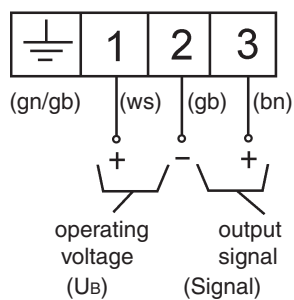 1 2 3
(gn/gb) (ws) (gb) (bn)
+ − +
operating output
voltage signal
(UB) (Signal)